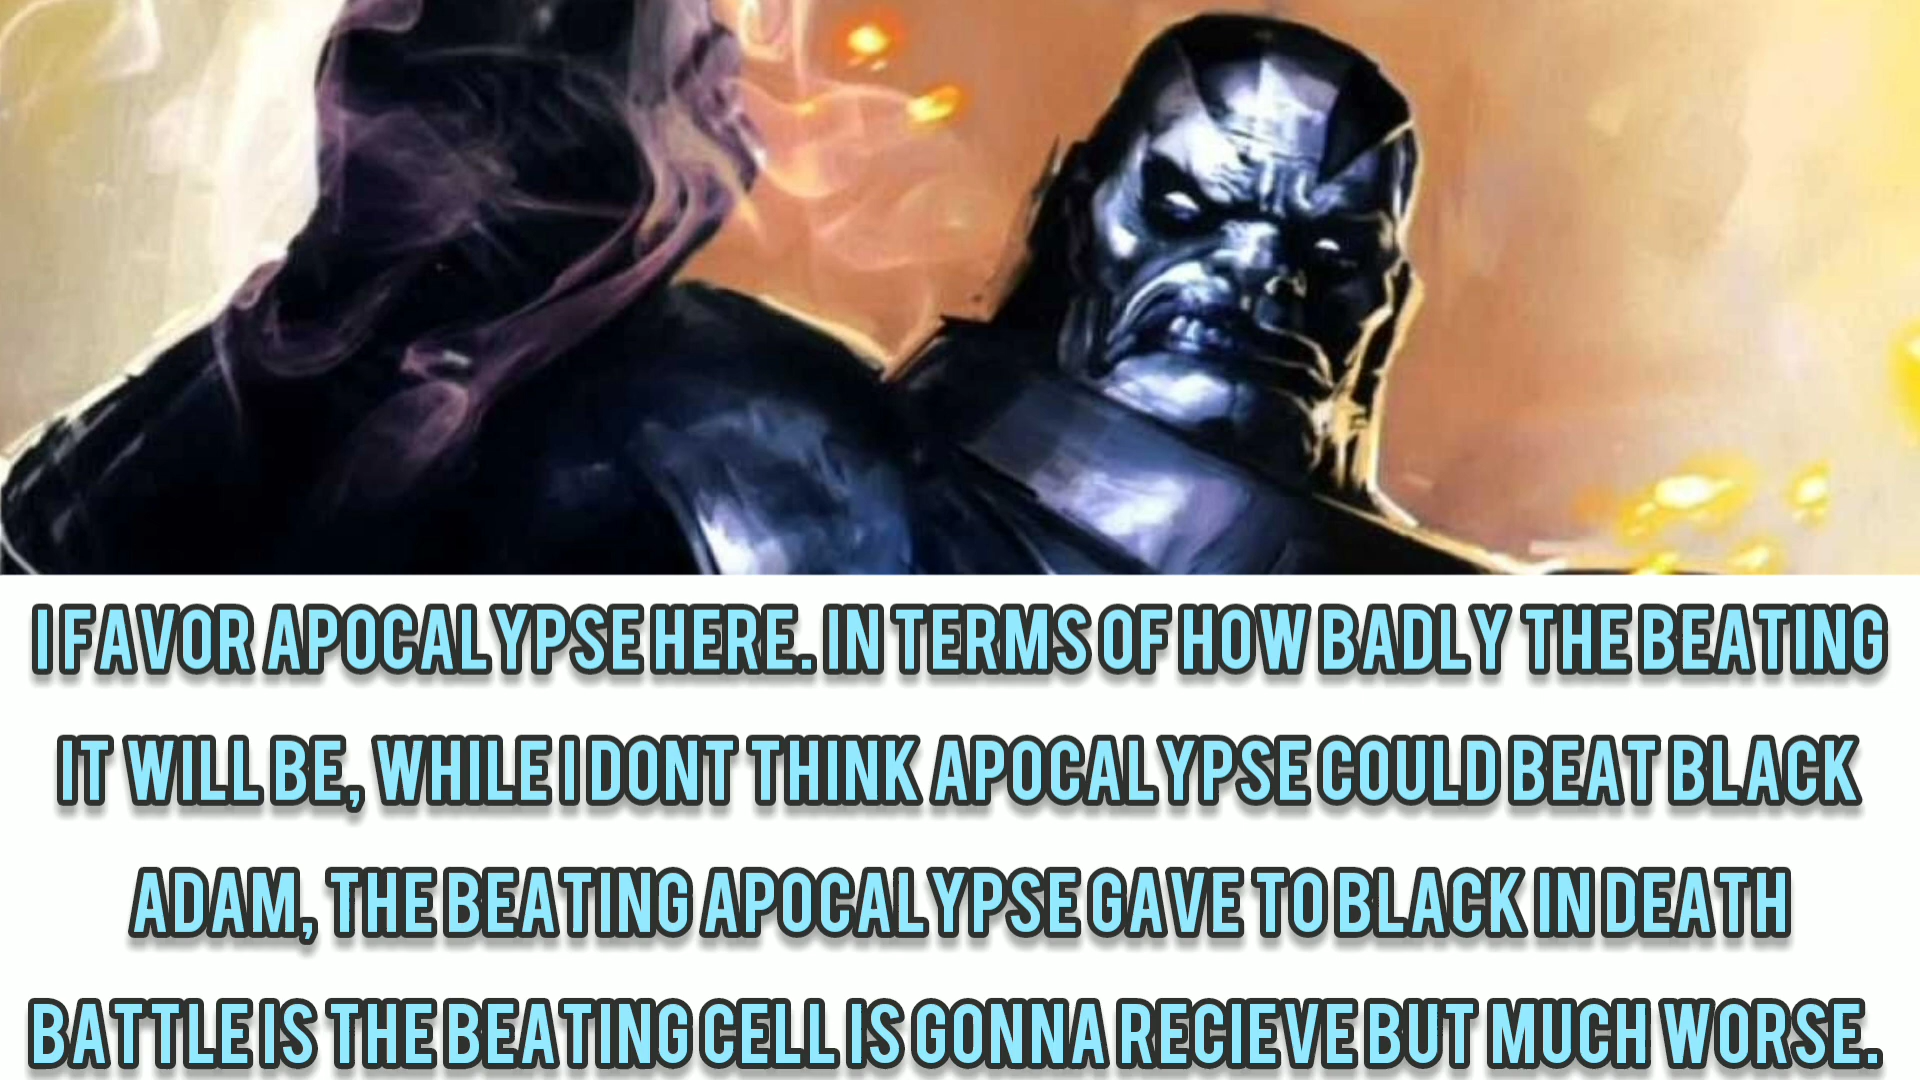 I FAVOR APOCALYPSE HERE. IN TERMS OF HOW BADLY THE BEATING
IT WILL BE, WHILE I DONT THINK APOCALYPSE COULD BEAT BLACK
ADAM, THE BEATING APOCALYPSE GAVE TO BLACK IN DEATH
BATTLE IS THE BEATING CELL IS GONNA RECIEVE BUT MUCH WORSE.